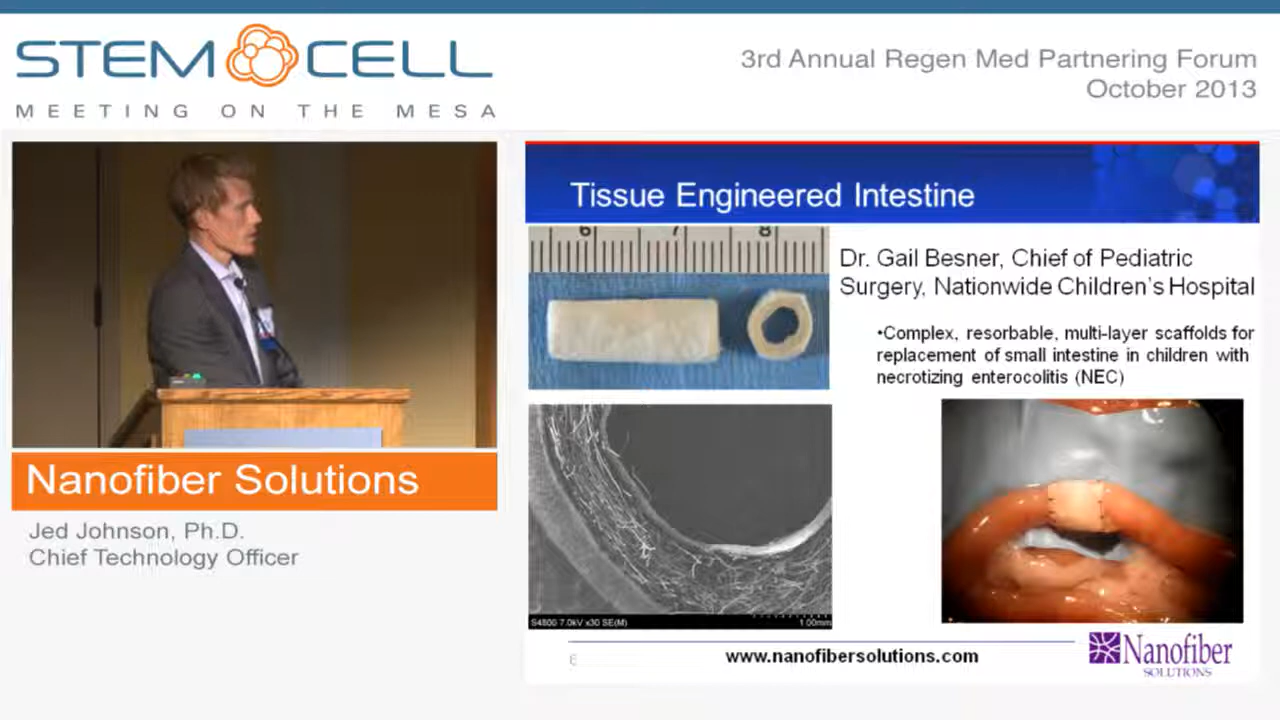 STEM CELL
MEETING ON THE MESA
3rd Annual Regen Med Partnering Forum
October 2013
Tissue Engineered Intestine
6 7 8
Dr. Gail Besner, Chief of Pediatric
Surgery, Nationwide Children's Hospital
•Complex, resorbable, multi-layer scaffolds for
replacement of small intestine in children with
necrotizing enterocolitis (NEC)
S4800 7.0kV x30 SE(M) 1.00mm
Nanofiber Solutions
Jed Johnson, Ph.D.
Chief Technology Officer
www.nanofibersolutions.com
Nanofiber
SOLUTIONS